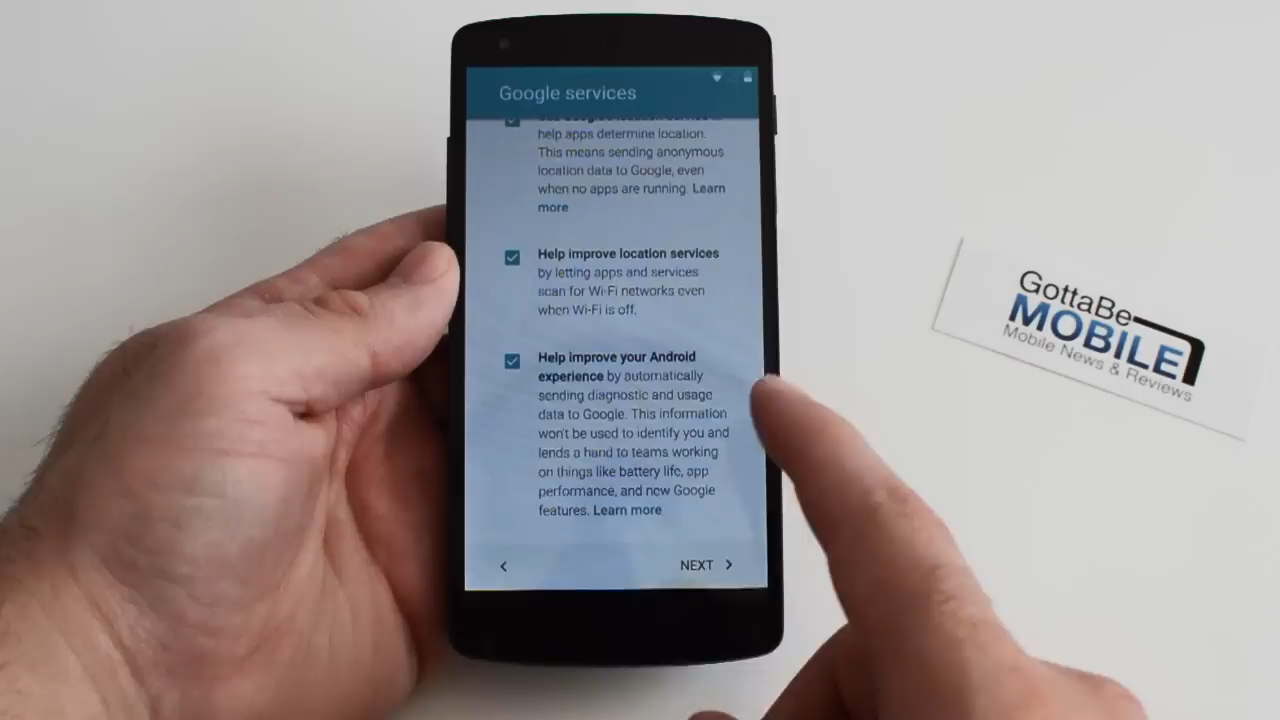 Google services
help apps determine location.
This means sending anonymous
location data to Google, even
when no apps are running. Learn
more
Help improve location services
by letting apps and services
scan for Wi-Fi networks even
when Wi-Fi is off.
Help improve your Android
experience by automatically
sending diagnostic and usage
data to Google. This information
won't be used to identify you and
lends a hand to teams working
on things like battery life, app
performance, and new Google
features. Learn more
NEXT
GottaBe
MOBILE
Mobile News & Reviews